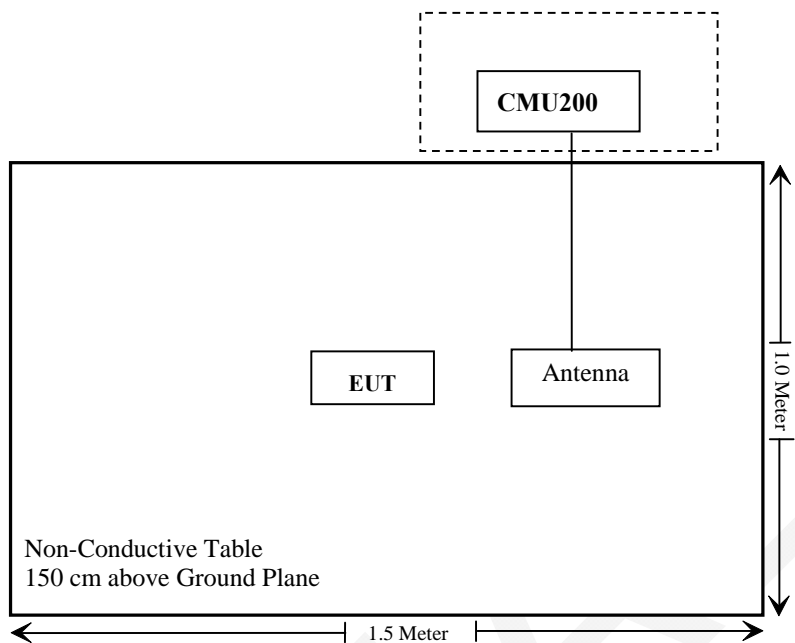 CMU200
EUT
Antenna
1.0 Meter
Non-Conductive Table
150 cm above Ground Plane
1.5 Meter